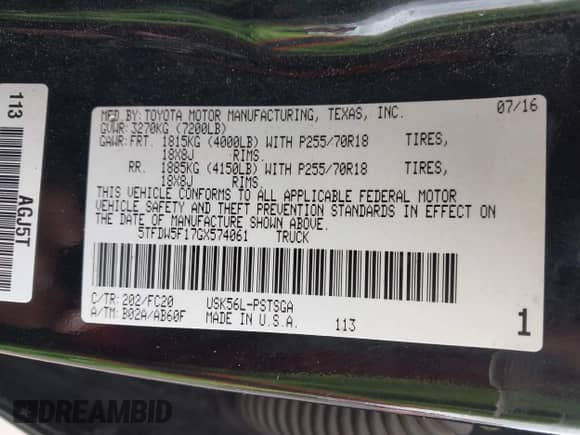 MFD BY: TOYOTA MOTOR MANUFACTURING, TEXAS, INC. 07/16
GVWR: 3270KG (7200LB)
GAWR: FRT. 1815KG (4000LB) WITH P255/70R18 TIRES,
18X8J RIMS.
RR. 1885KG (4150LB) WITH P255/70R18 TIRES,
18X8J RIMS.
THIS VEHICLE CONFORMS TO ALL APPLICABLE FEDERAL MOTOR
VEHICLE SAFETY AND THEFT PREVENTION STANDARDS IN EFFECT ON
THE DATE OF MANUFACTURE SHOWN ABOVE.
5TFDW5F17GX574061 TRUCK
C/TR: 202/FC20 USK56L-PSTSGA
A/TM: B02A/AB60F MADE IN U.S.A. 113 1
113
AGJ5T
DREAMBID